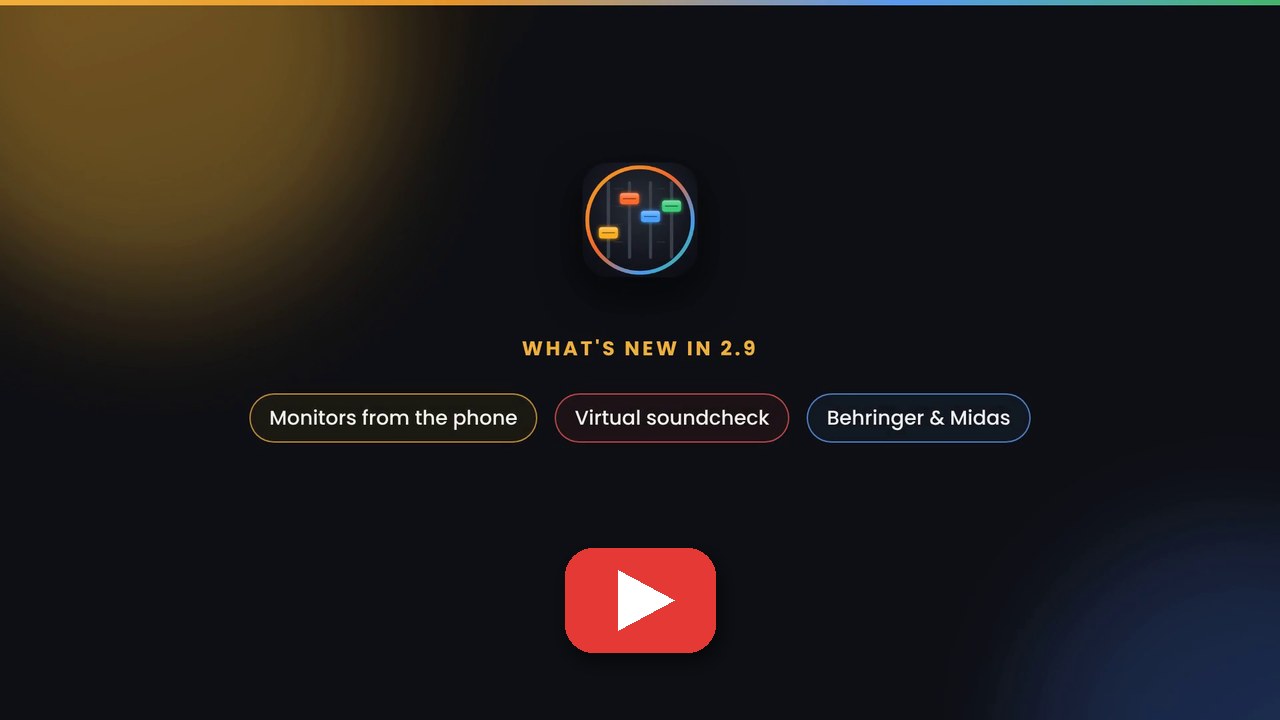 WHAT'S NEW IN 2.9
Monitors from the phone
Virtual soundcheck
Behringer & Midas